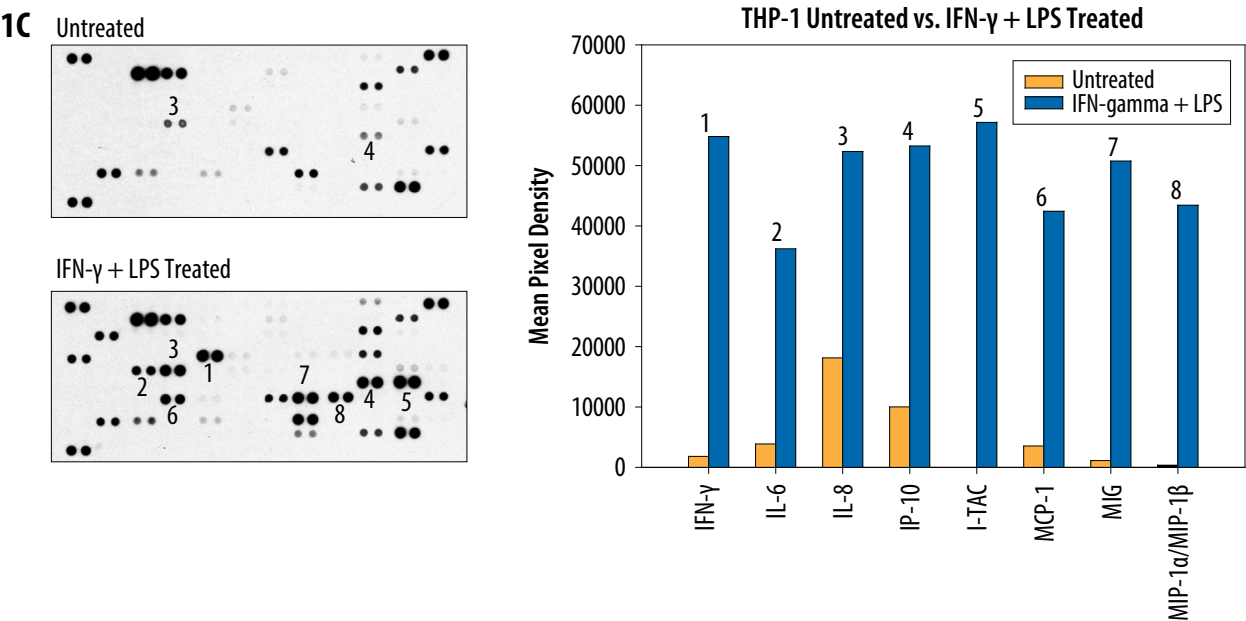 1C
Untreated
3
4
IFN-γ + LPS Treated
3
2
1
6
7
8
4
5
THP-1 Untreated vs. IFN-γ + LPS Treated
Mean Pixel Density
70000
60000
50000
40000
30000
20000
10000
0
Untreated
IFN-gamma + LPS
1
2
3
4
5
6
7
8
IFN-γ
IL-6
IL-8
IP-10
I-TAC
MCP-1
MIG
MIP-1α/MIP-1β